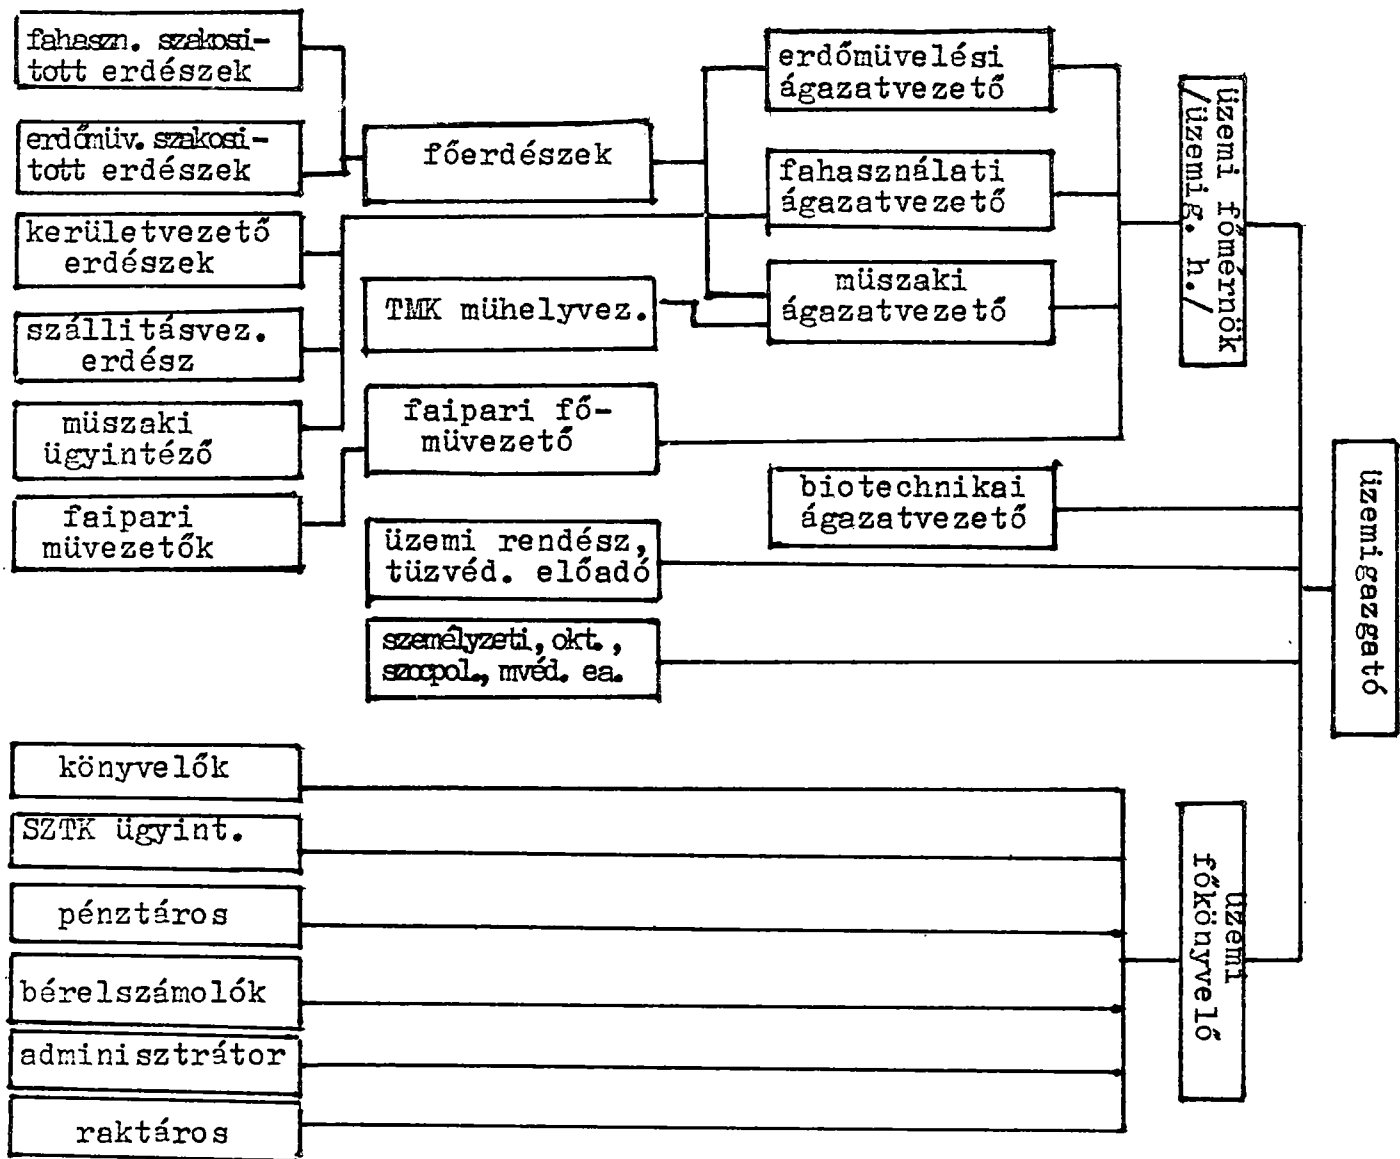 fahaszn. szakosi-
tott erdészek
erdőmüv. szakosi-
tott erdészek
kerületvezető
erdészek
szállitásvez.
erdész
müszaki
ügyintéző
faipari
müvezetők
főerdészek
TMK mühelyvez.
faipari fő-
müvezető
üzemi rendész,
tüzvéd. előadó
személyzeti, okt.,
szocpol., mvéd. ea.
erdőmüvelési
ágazatvezető
fahasználati
ágazatvezető
müszaki
ágazatvezető
biotechnikai
ágazatvezető
üzemi főmérnök
/üzemig. h./
üzemigazgató
könyvelők
SZTK ügyint.
pénztáros
bérelszámolók
adminisztrátor
raktáros
üzemi
főkönyvelő